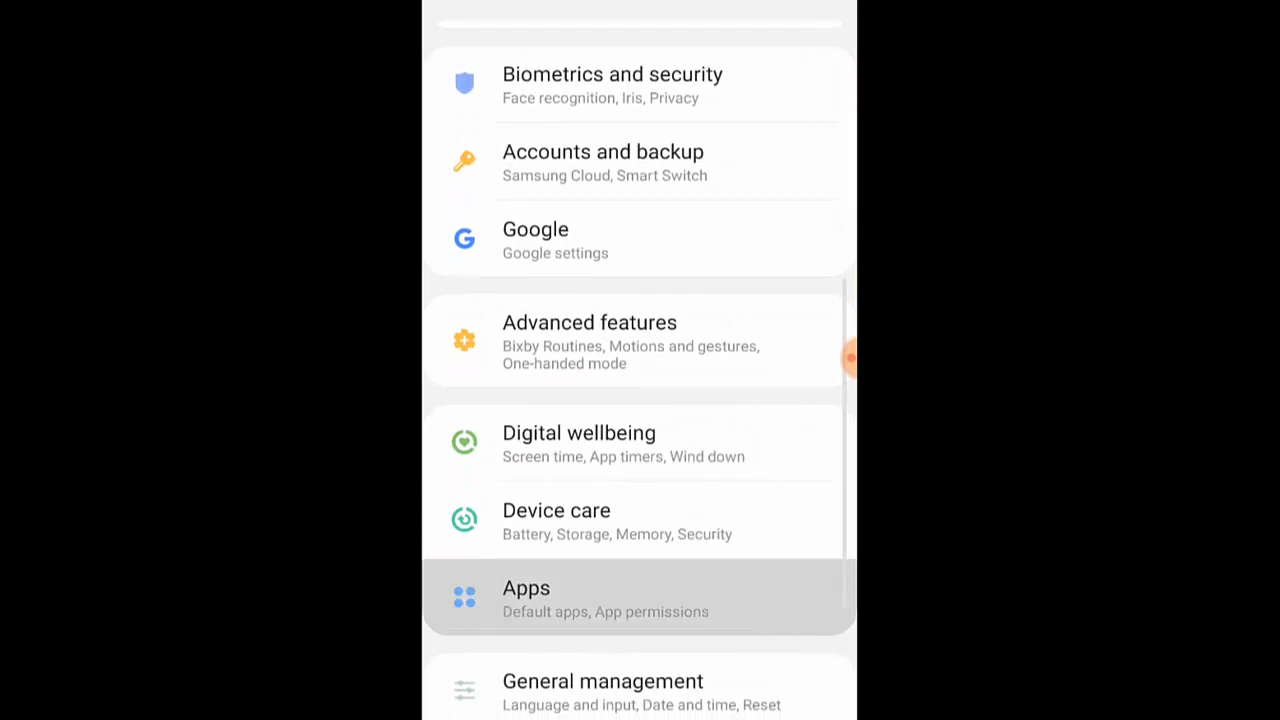 Biometrics and security
Face recognition, Iris, Privacy
Accounts and backup
Samsung Cloud, Smart Switch
Google
Google settings
Advanced features
Bixby Routines, Motions and gestures,
One-handed mode
Digital wellbeing
Screen time, App timers, Wind down
Device care
Battery, Storage, Memory, Security
Apps
Default apps, App permissions
General management
Language and input, Date and time, Reset